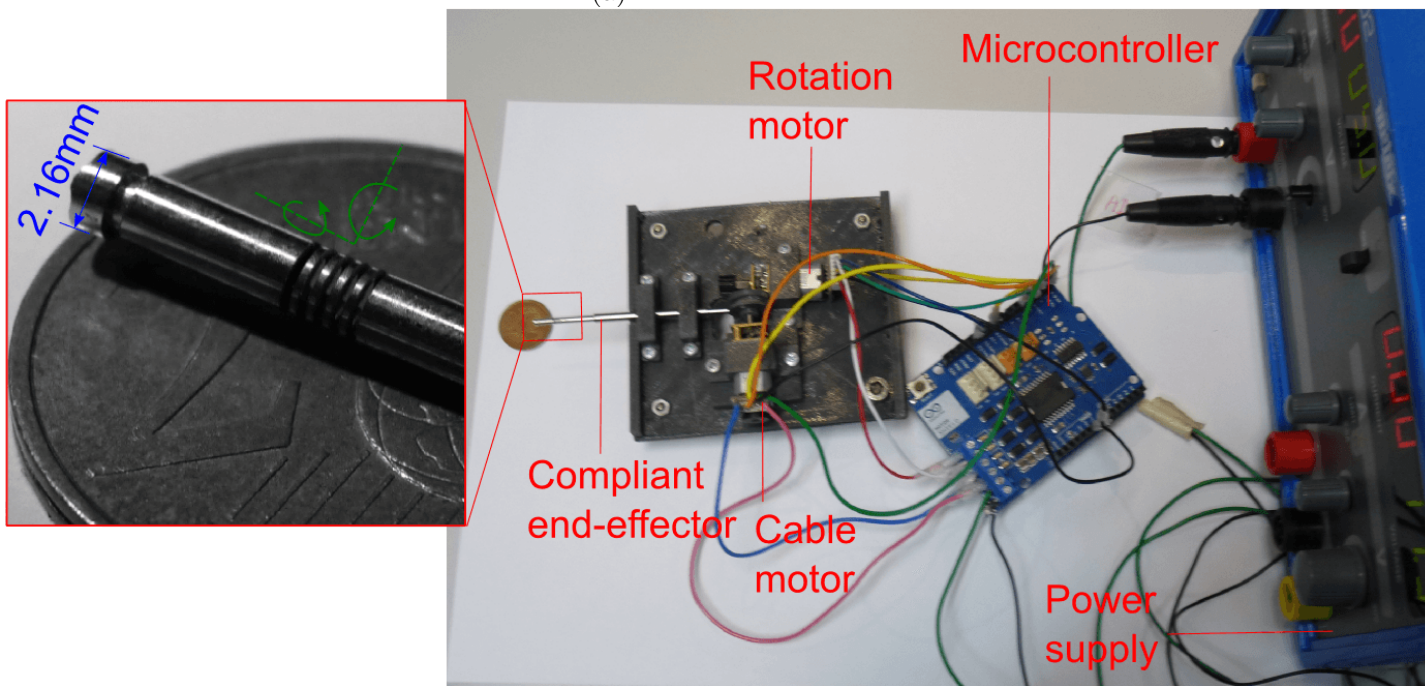 Microcontroller
Rotation
motor
2.16mm
Compliant
end-effector
Cable
motor
Power
supply